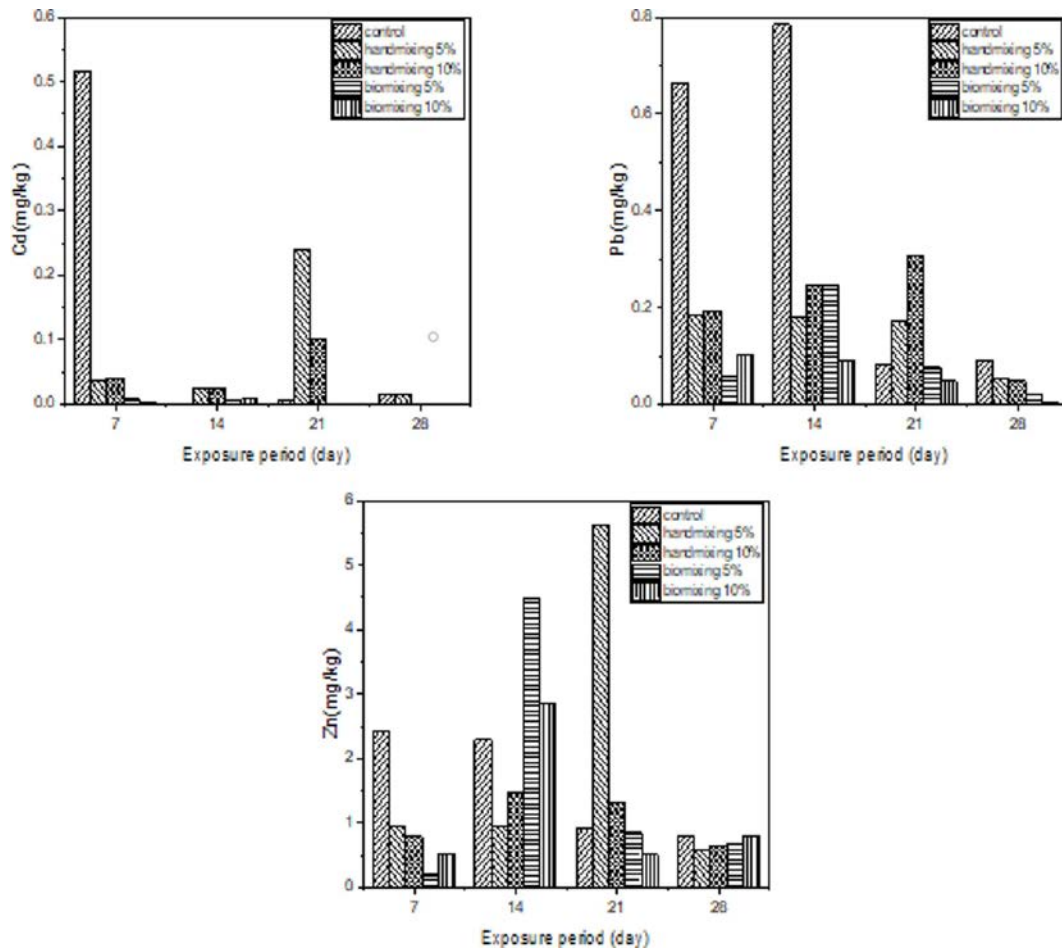 0.6
0.5
0.4
0.3
0.2
0.1
0.0
Cd(mg/kg)
control
handmixing 5%
handmixing 10%
biomixing 5%
biomixing 10%
7 14 21 28
Exposure period (day)
0.8
0.6
0.4
0.2
0.0
Pb(mg/kg)
control
handmixing 5%
handmixing 10%
biomixing 5%
biomixing 10%
7 14 21 28
Exposure period (day)
6
5
4
3
2
1
0
Zn(mg/kg)
control
handmixing 5%
handmixing 10%
biomixing 5%
biomixing 10%
7 14 21 28
Exposure period (day)